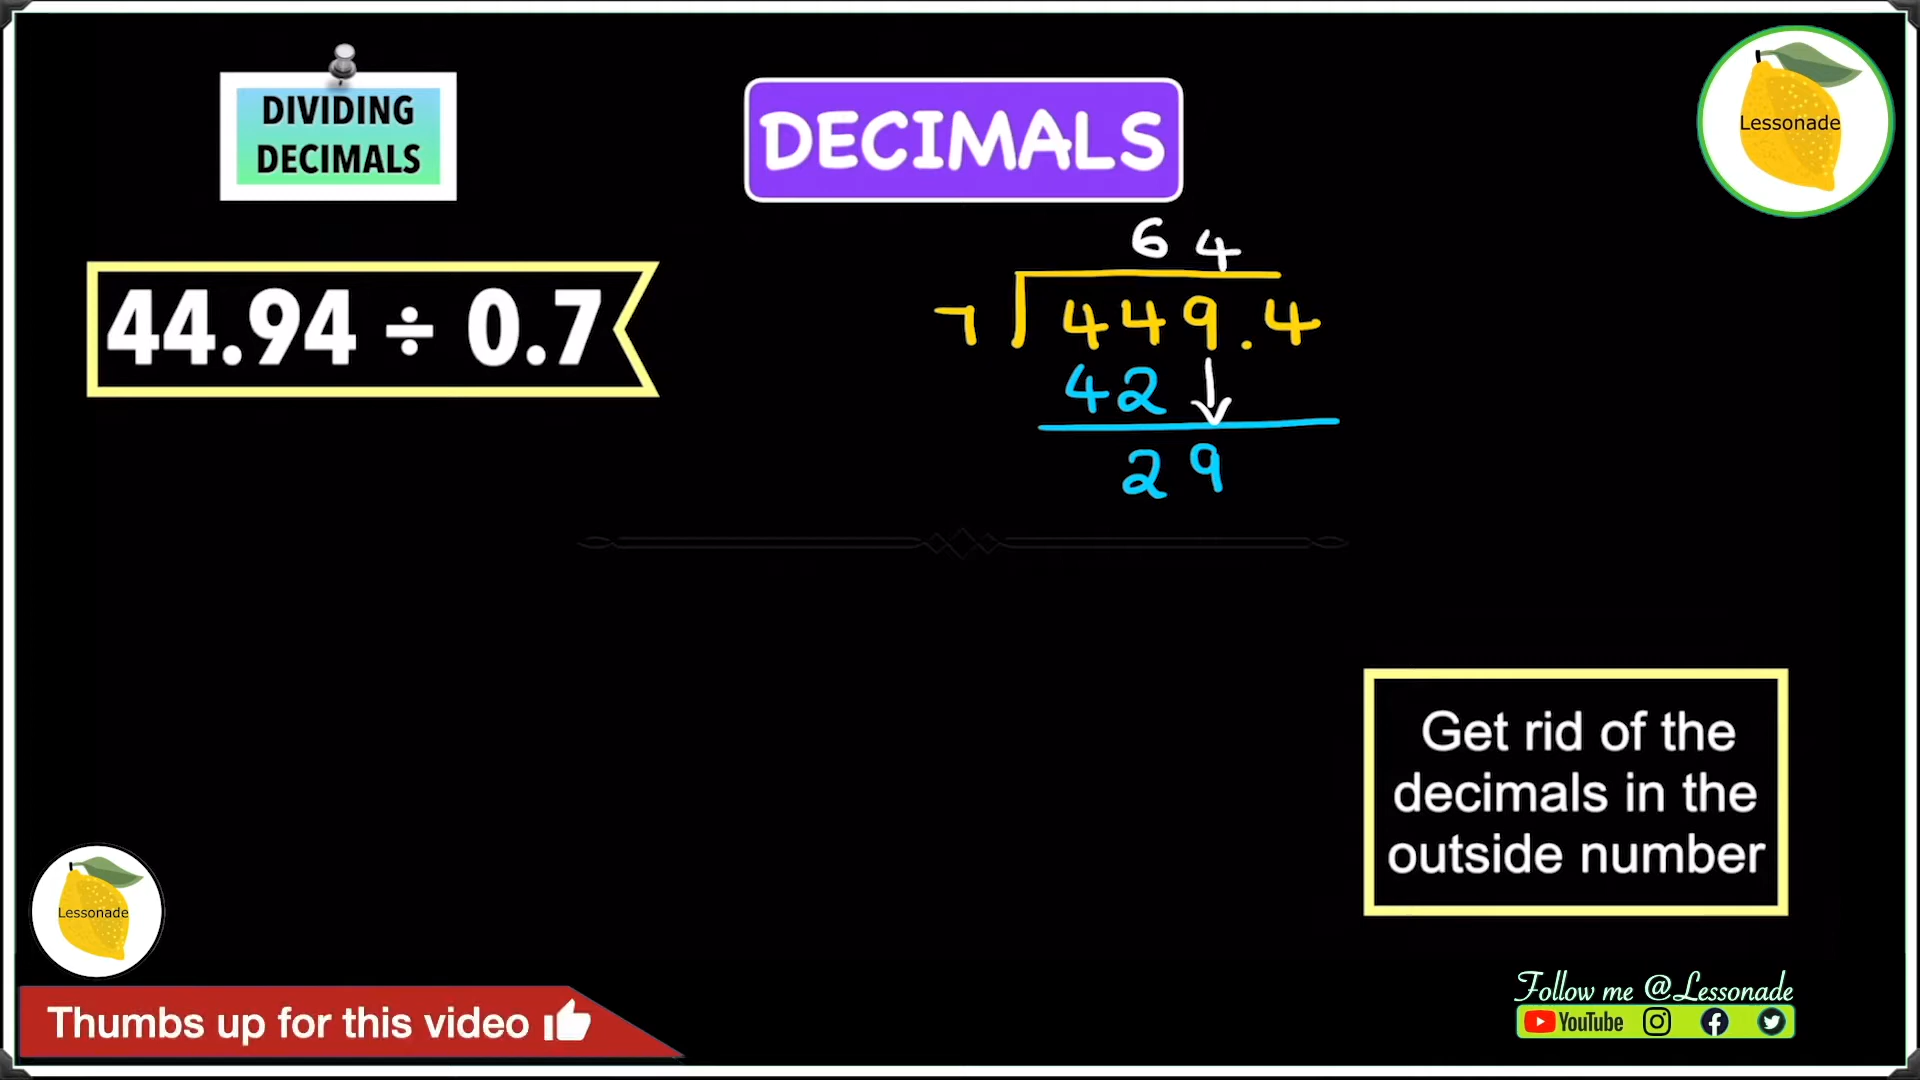 DIVIDING
DECIMALS
DECIMALS
Lessonade
44.94 ÷ 0.7
6 4
7 449.4
42
29
Get rid of the
decimals in the
outside number
Lessonade
Thumbs up for this video
Follow me @Lessonade
YouTube